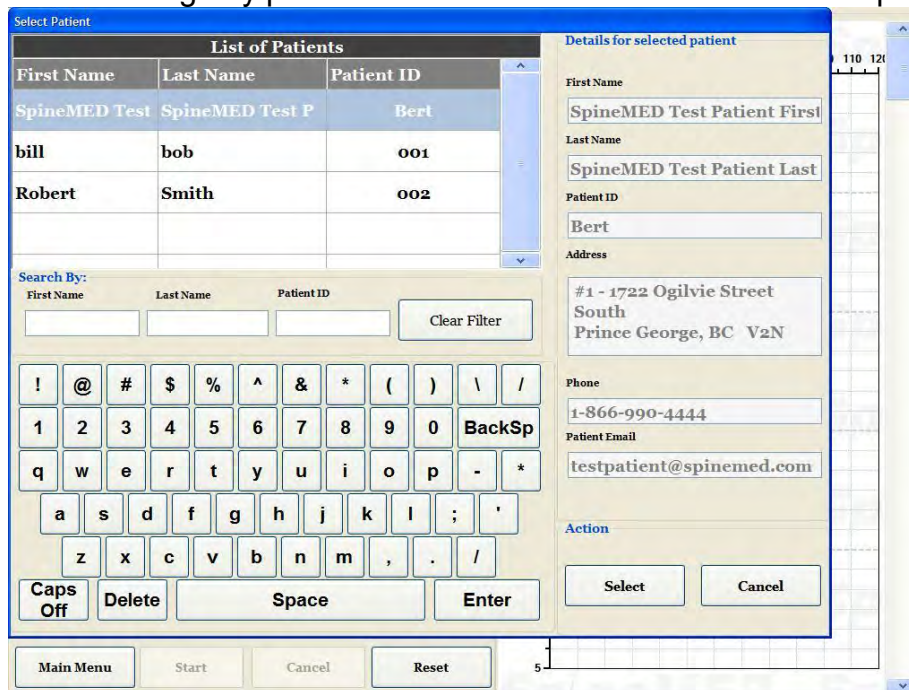 Select Patient
List of Patients
First Name Last Name Patient ID
SpineMED Test SpineMED Test P Bert
bill bob 001
Robert Smith 002
Search By:
First Name Last Name Patient ID
Clear Filter
! @ # $ % ^ & * ( ) \ /
1 2 3 4 5 6 7 8 9 0 BackSp
q w e r t y u i o p - *
a s d f g h j k l ; '
z x c v b n m , . /
Caps Off Delete Space Enter
Details for selected patient
First Name
SpineMED Test Patient First
Last Name
SpineMED Test Patient Last
Patient ID
Bert
Address
#1 - 1722 Ogilvie Street
South
Prince George, BC V2N
Phone
1-866-990-4444
Patient Email
testpatient@spinemed.com
Action
Select Cancel
110 120
5
Main Menu Start Cancel Reset